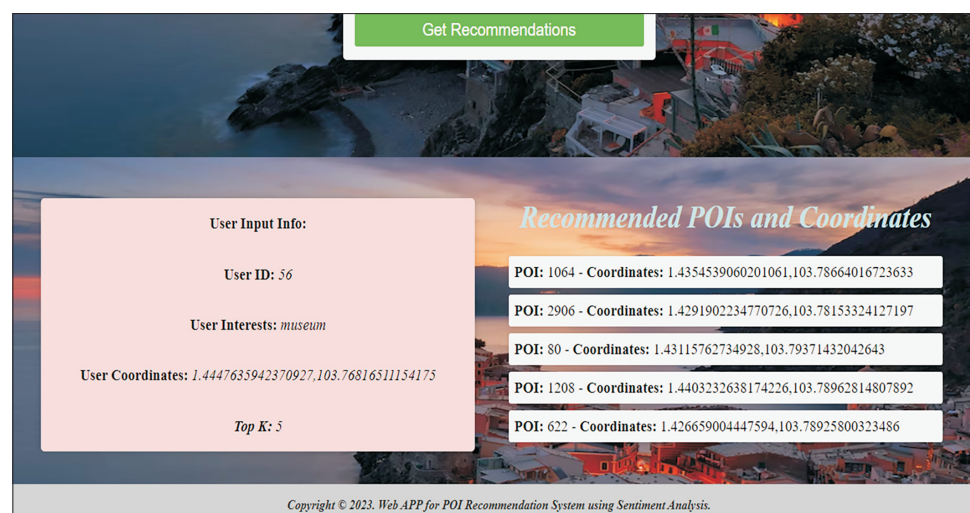 Get Recommendations
User Input Info:
User ID: 56
User Interests: museum
User Coordinates: 1.4447635942370927,103.76816511154175
Top K: 5
Recommended POIs and Coordinates
POI: 1064 - Coordinates: 1.4354539060201061,103.78664016723633
POI: 2906 - Coordinates: 1.4291902234770726,103.78153324127197
POI: 80 - Coordinates: 1.43115762734928,103.79371432042643
POI: 1208 - Coordinates: 1.4403232638174226,103.78962814807892
POI: 622 - Coordinates: 1.426659004447594,103.78925800323486
Copyright © 2023. Web APP for POI Recommendation System using Sentiment Analysis.